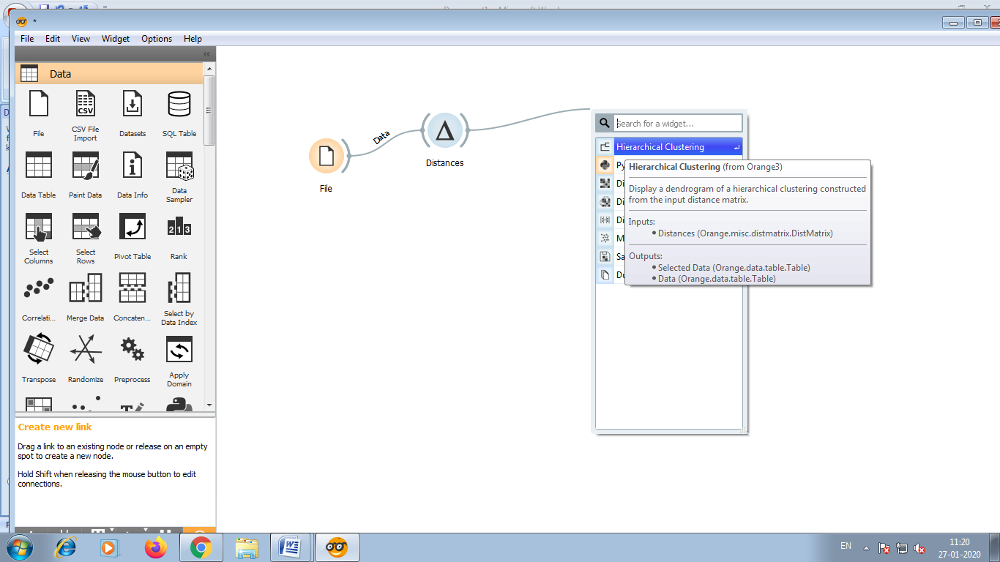 *
File Edit View Widget Options Help
Data
File
CSV File
Import
Datasets
SQL Table
Data Table
Paint Data
Data Info
Data
Sampler
Select
Columns
Select
Rows
Pivot Table
Rank
Correlati...
Merge Data
Concaten...
Select by
Data Index
Transpose
Randomize
Preprocess
Apply
Domain
Create new link
Drag a link to an existing node or release on an empty
spot to create a new node.
Hold Shift when releasing the mouse button to edit
connections.
File
Data
Distances
Search for a widget...
Hierarchical Clustering
Py
Di
Di
Di
M
Sa
Du
Hierarchical Clustering (from Orange3)
Display a dendrogram of a hierarchical clustering constructed
from the input distance matrix.
Inputs:
• Distances (Orange.misc.distmatrix.DistMatrix)
Outputs:
• Selected Data (Orange.data.table.Table)
• Data (Orange.data.table.Table)
EN
11:20
27-01-2020